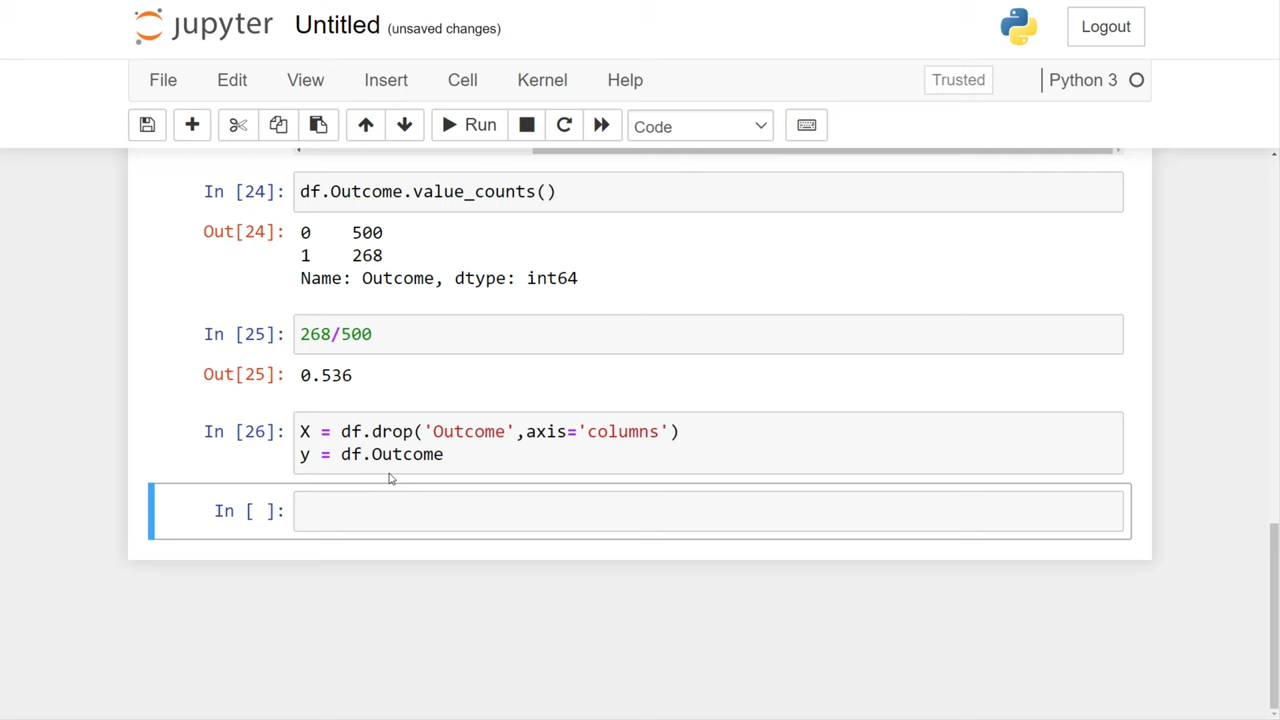 jupyter Untitled (unsaved changes) Logout
File Edit View Insert Cell Kernel Help Trusted Python 3
Run Code
In [24]: df.Outcome.value_counts()
Out[24]: 0 500
1 268
Name: Outcome, dtype: int64
In [25]: 268/500
Out[25]: 0.536
In [26]: X = df.drop('Outcome',axis='columns')
y = df.Outcome
In [ ]: